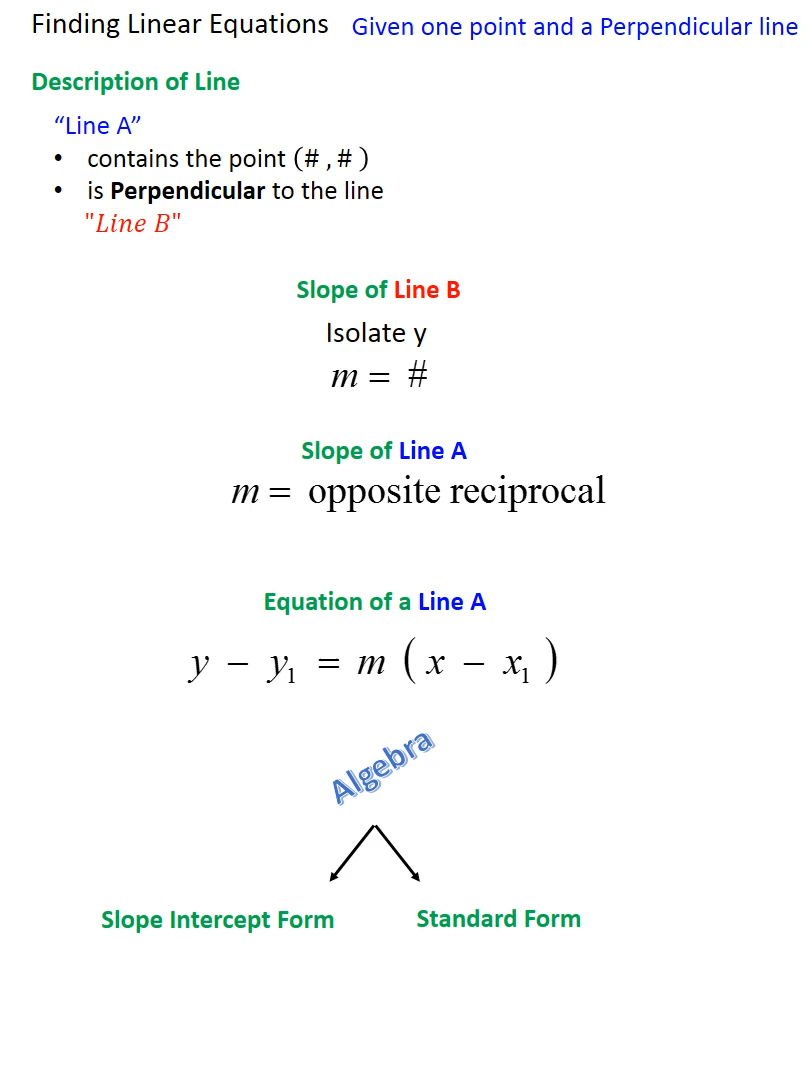 Finding Linear Equations Given one point and a Perpendicular line
Description of Line
“Line A”
• contains the point (# , # )
• is Perpendicular to the line
"Line B"
Slope of Line B
Isolate y
m = #
Slope of Line A
m = opposite reciprocal
Equation of a Line A
y − y₁ = m ( x − x₁ )
Algebra
Slope Intercept Form Standard Form